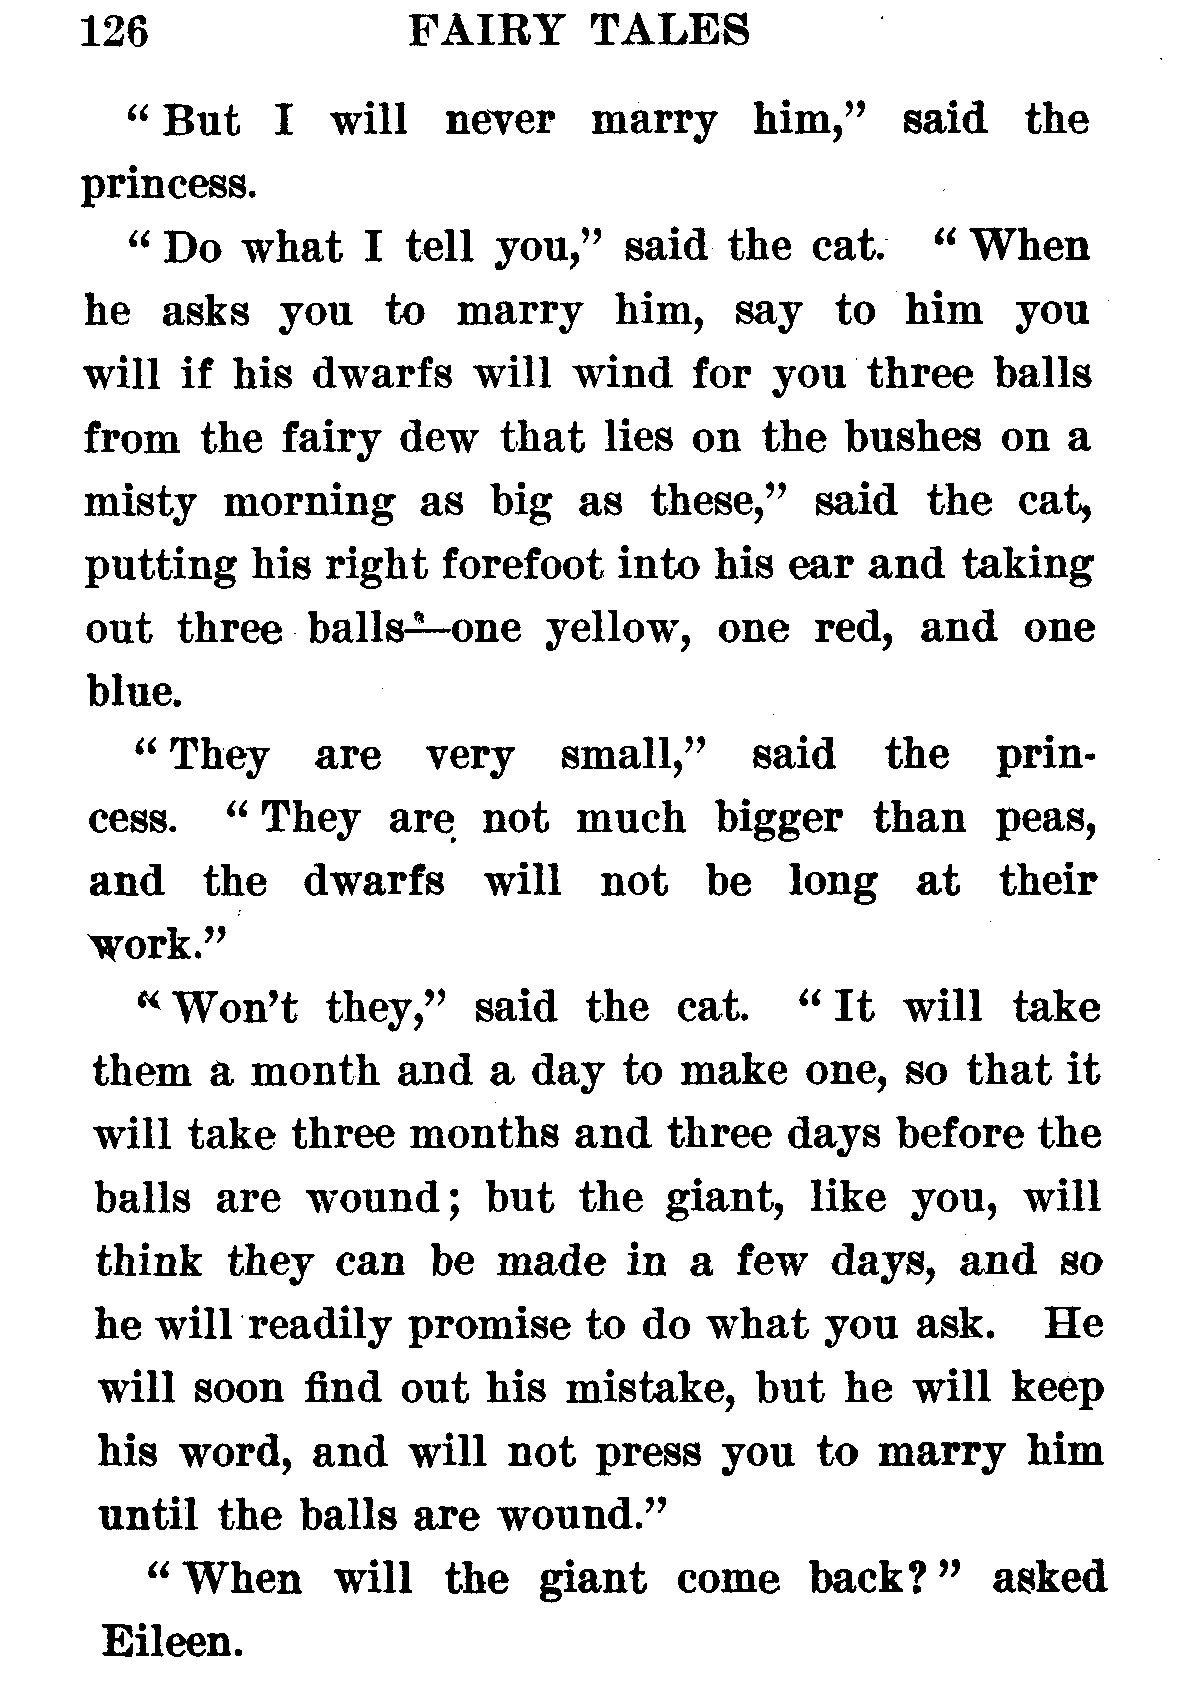 126 FAIRY TALES
“ But I will never marry him,” said the
princess.
“ Do what I tell you,” said the cat. “ When
he asks you to marry him, say to him you
will if his dwarfs will wind for you three balls
from the fairy dew that lies on the bushes on a
misty morning as big as these,” said the cat,
putting his right forefoot into his ear and taking
out three balls—one yellow, one red, and one
blue.
“ They are very small,” said the prin-
cess. “ They are not much bigger than peas,
and the dwarfs will not be long at their
work.”
“ Won’t they,” said the cat. “ It will take
them a month and a day to make one, so that it
will take three months and three days before the
balls are wound; but the giant, like you, will
think they can be made in a few days, and so
he will readily promise to do what you ask. He
will soon find out his mistake, but he will keep
his word, and will not press you to marry him
until the balls are wound.”
“ When will the giant come back? ” asked
Eileen.